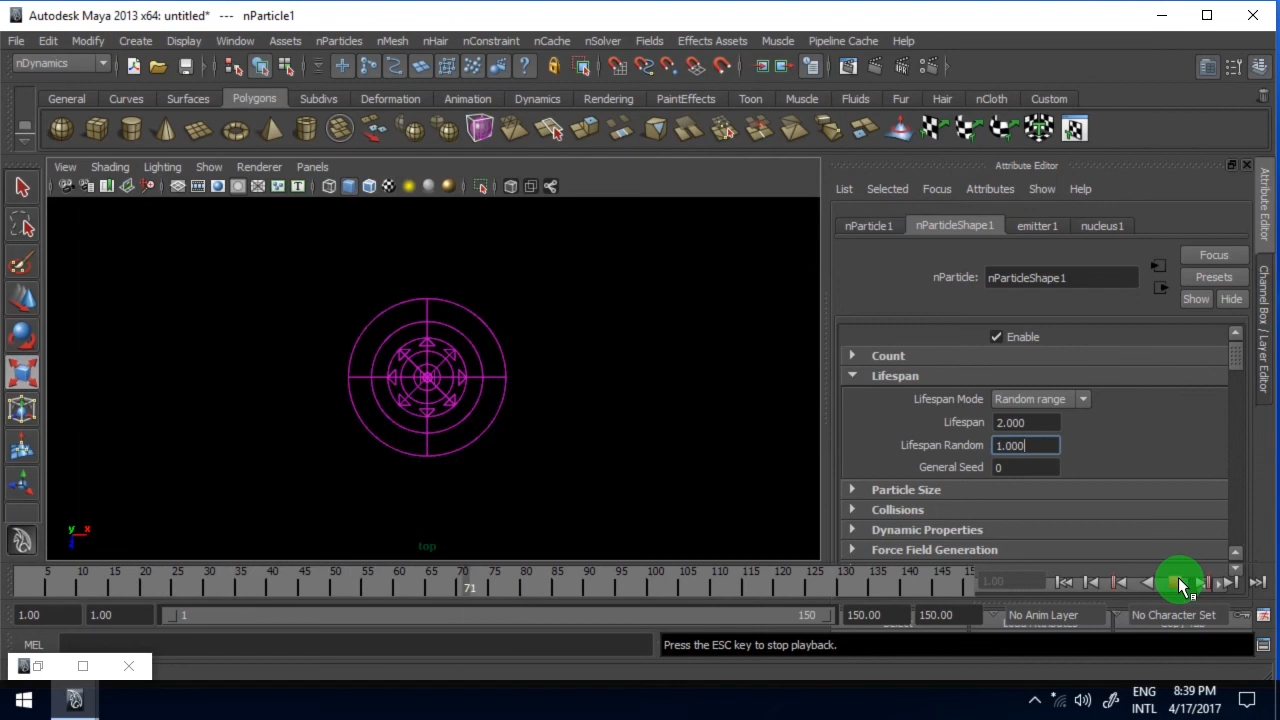 Autodesk Maya 2013 x64: untitled* --- nParticle1
File Edit Modify Create Display Window Assets nParticles nMesh nHair nConstraint nCache nSolver Fields Effects Assets Muscle Pipeline Cache Help
nDynamics
General Curves Surfaces Polygons Subdivs Deformation Animation Dynamics Rendering PaintEffects Toon Muscle Fluids Fur Hair nCloth Custom
View Shading Lighting Show Renderer Panels
Attribute Editor
List Selected Focus Attributes Show Help
nParticle1 nParticleShape1 emitter1 nucleus1
Focus
nParticle: nParticleShape1
Presets
Show Hide
Enable
Count
Lifespan
Lifespan Mode Random range
Lifespan 2.000
Lifespan Random 1.000
General Seed 0
Particle Size
Collisions
Dynamic Properties
Force Field Generation
Attribute Editor
Channel Box / Layer Editor
y x
z
top
5 10 15 20 25 30 35 40 45 50 55 60 65 70 75 80 85 90 95 100 105 110 115 120 125 130 135 140 145 15
71
1.00
1.00 1.00 1 150 150.00 150.00 No Anim Layer No Character Set
MEL
Press the ESC key to stop playback.
ENG
INTL
8:39 PM
4/17/2017